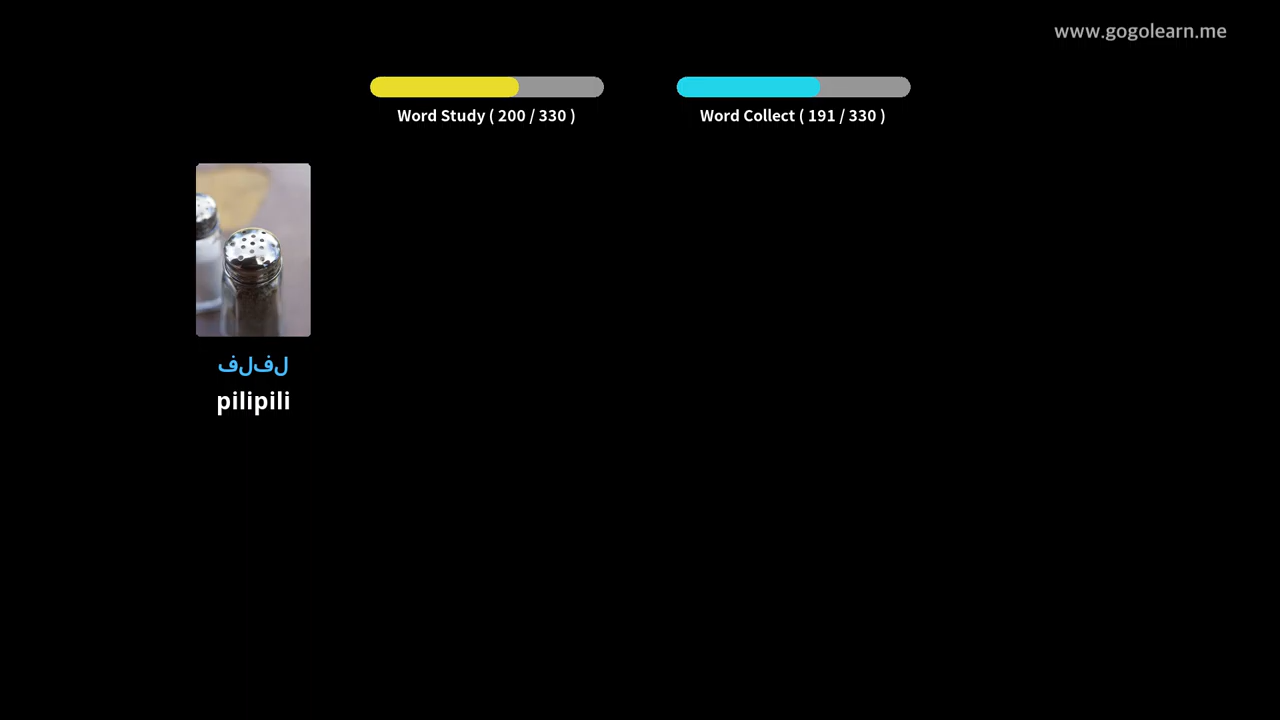 www.gogolearn.me
Word Study ( 200 / 330 )
Word Collect ( 191 / 330 )
فلفل
pilipili